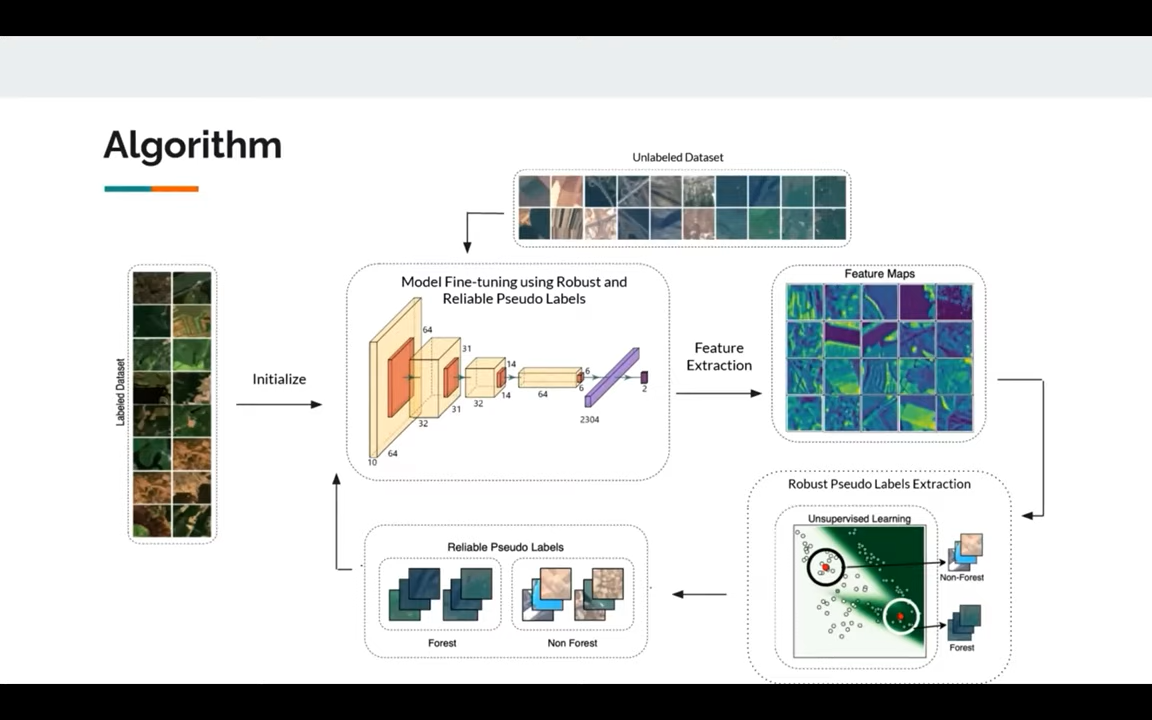 Algorithm
Unlabeled Dataset
Labeled Dataset
Initialize
Model Fine-tuning using Robust and
Reliable Pseudo Labels
64
31
14
6
10
64
32
31
32
14
64
6
2304
2
Feature
Extraction
Feature Maps
Robust Pseudo Labels Extraction
Unsupervised Learning
Non-Forest
Forest
Reliable Pseudo Labels
Forest
Non Forest